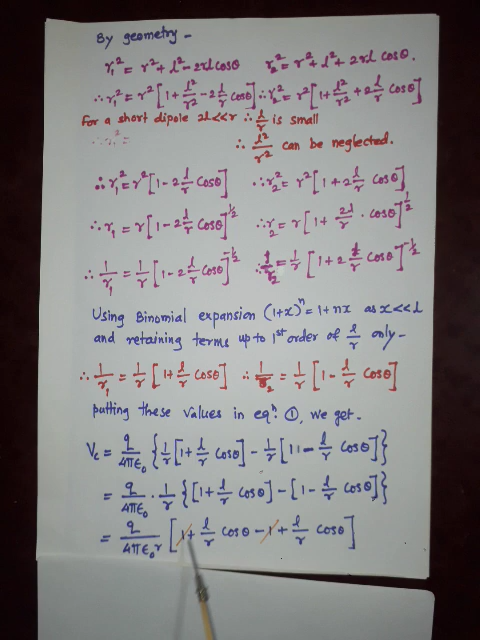 By geometry -
r₁² = r² + l² - 2rl cosθ r₂² = r² + l² + 2rl cosθ.
∴ r₁² = r² [1 + l²/r² - 2 l/r cosθ] ∴ r₂² = r² [1 + l²/r² + 2 l/r cosθ]
For a short dipole 2l << r ∴ l/r is small
∴ l²/r² can be neglected.
∴ r₁² = r² [1 - 2 l/r cosθ] ∴ r₂² = r² [1 + 2 l/r cosθ]
∴ r₁ = r [1 - 2 l/r cosθ]^1/2 ∴ r₂ = r [1 + 2l/r · cosθ]^1/2
∴ 1/r₁ = 1/r [1 - 2 l/r cosθ]^-1/2 ∴ 1/r₂ = 1/r [1 + 2 l/r cosθ]^-1/2
Using Binomial expansion (1+x)ⁿ = 1 + nx as x << 1
and retaining terms up to 1st order of l/r only -
∴ 1/r₁ = 1/r [1 + l/r cosθ] ∴ 1/r₂ = 1/r [1 - l/r cosθ]
putting these values in eqⁿ. ①, we get.
V_c = q/4πε₀ {1/r [1 + l/r cosθ] - 1/r [11 - l/r cosθ]}
= q/4πε₀ · 1/r {[1 + l/r cosθ] - [1 - l/r cosθ]}
= q/4πε₀r [1 + l/r cosθ - 1 + l/r cosθ]